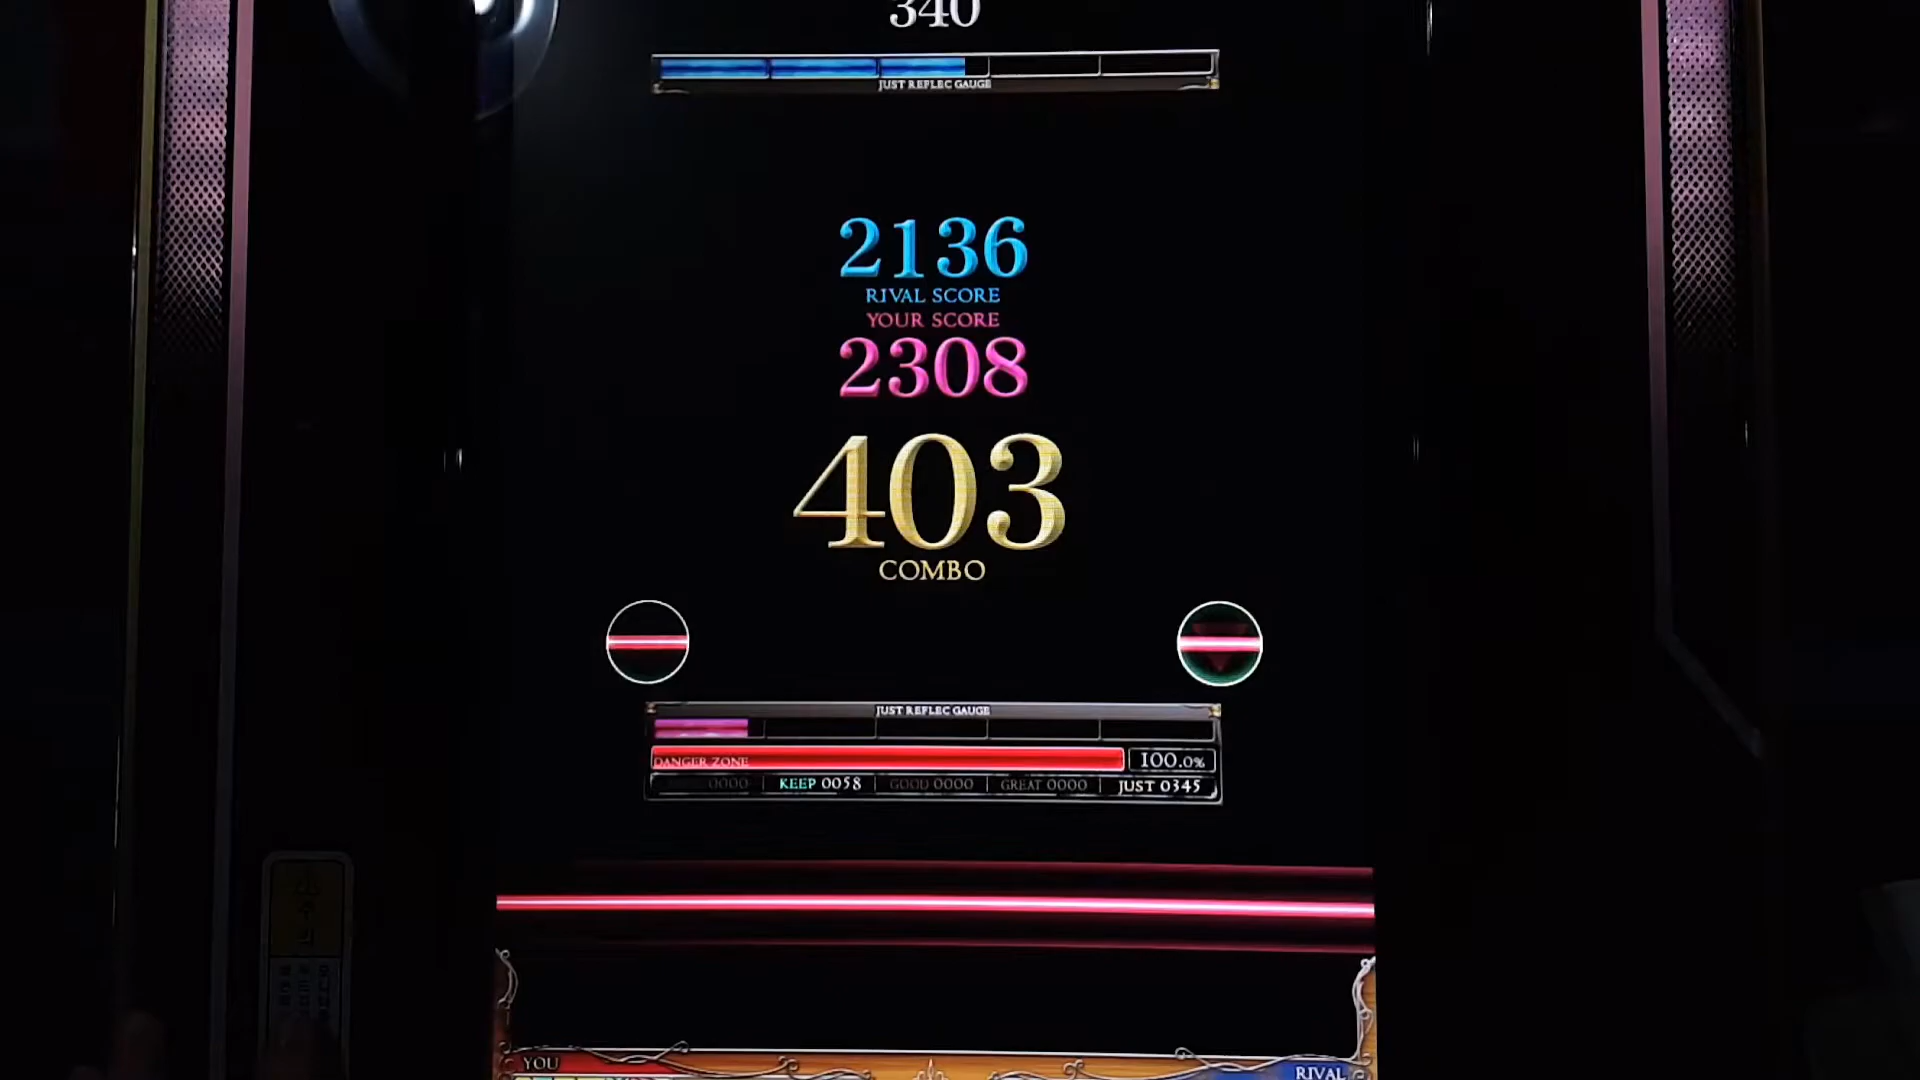 340
JUST REFLEC GAUGE
2136
RIVAL SCORE
YOUR SCORE
2308
403
COMBO
JUST REFLEC GAUGE
DANGER ZONE 100.0%
0000 KEEP 0058 GOOD 0000 GREAT 0000 JUST 0345
YOU
RIVAL